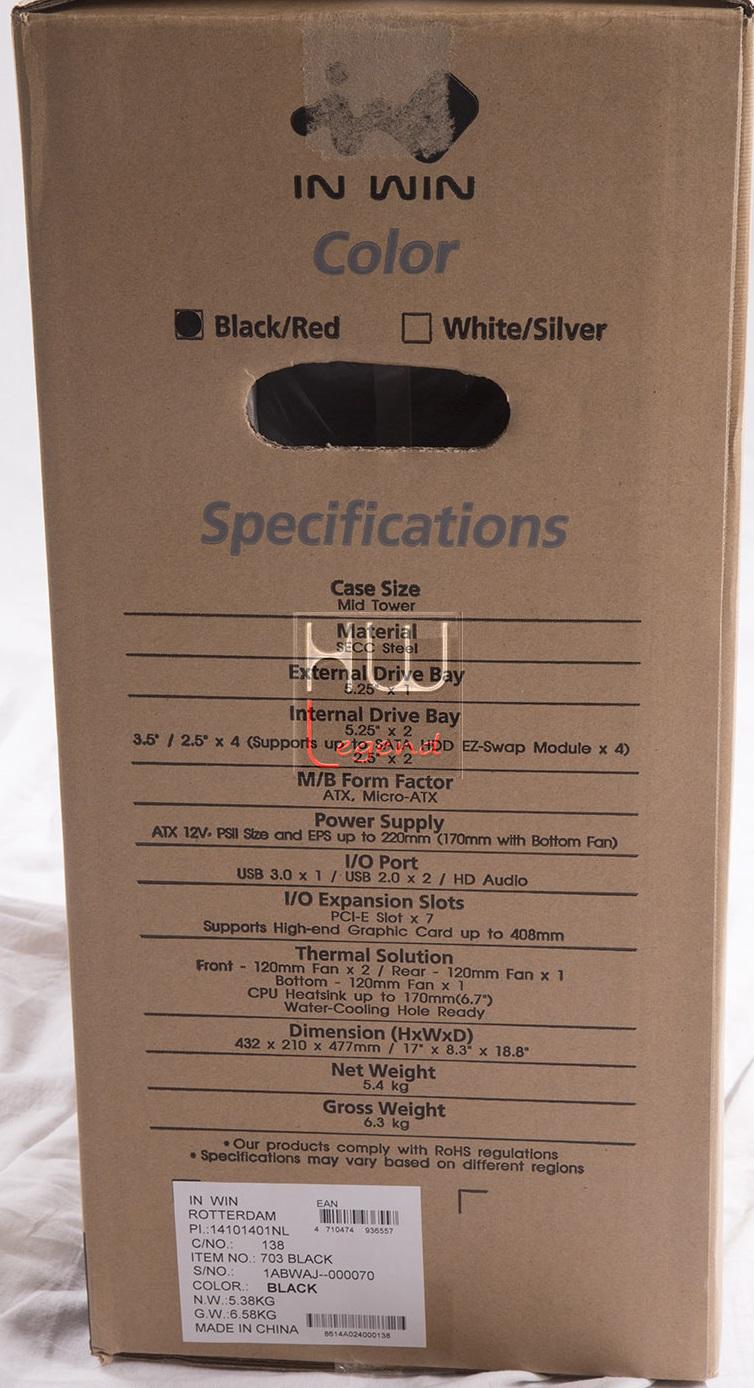 IN WIN
Color
Black/Red White/Silver
Specifications
Case Size
Mid Tower
Material
SECC Steel
External Drive Bay
5.25" x 1
Internal Drive Bay
5.25" x 2
3.5" / 2.5" x 4 (Supports up to SATA HDD EZ-Swap Module x 4)
2.5" x 2
HW
Legend
M/B Form Factor
ATX, Micro-ATX
Power Supply
ATX 12V, PSII Size and EPS up to 220mm (170mm with Bottom Fan)
I/O Port
USB 3.0 x 1 / USB 2.0 x 2 / HD Audio
I/O Expansion Slots
PCI-E Slot x 7
Supports High-end Graphic Card up to 408mm
Thermal Solution
Front - 120mm Fan x 2 / Rear - 120mm Fan x 1
Bottom - 120mm Fan x 1
CPU Heatsink up to 170mm(6.7")
Water-Cooling Hole Ready
Dimension (HxWxD)
432 x 210 x 477mm / 17" x 8.3" x 18.8"
Net Weight
5.4 kg
Gross Weight
6.3 kg
• Our products comply with RoHS regulations
• Specifications may vary based on different regions
IN WIN
ROTTERDAM
PI.:14101401NL
C/NO.: 138
ITEM NO.: 703 BLACK
S/NO.: 1ABWAJ--000070
COLOR.: BLACK
N.W.:5.38KG
G.W.:6.58KG
MADE IN CHINA
EAN
4 710474 936557
8614A024000138